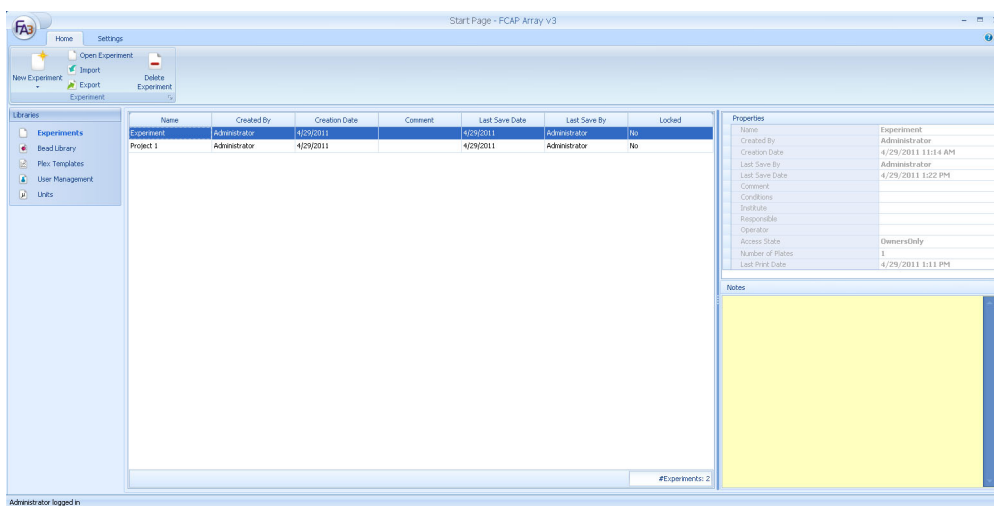 Start Page - FCAP Array v3
FA3
Home Settings
New Experiment
Open Experiment
Import
Export
Delete Experiment
Experiment
Libraries
Experiments
Bead Library
Plex Templates
User Management
Units
Name Created By Creation Date Comment Last Save Date Last Save By Locked
Experiment Administrator 4/29/2011 4/29/2011 Administrator No
Project 1 Administrator 4/29/2011 4/29/2011 Administrator No
#Experiments: 2
Properties
Name Experiment
Created By Administrator
Creation Date 4/29/2011 11:14 AM
Last Save By Administrator
Last Save Date 4/29/2011 1:22 PM
Comment
Conditions
Institute
Responsible
Operator
Access State OwnersOnly
Number of Plates 1
Last Print Date 4/29/2011 1:11 PM
Notes
Administrator logged in